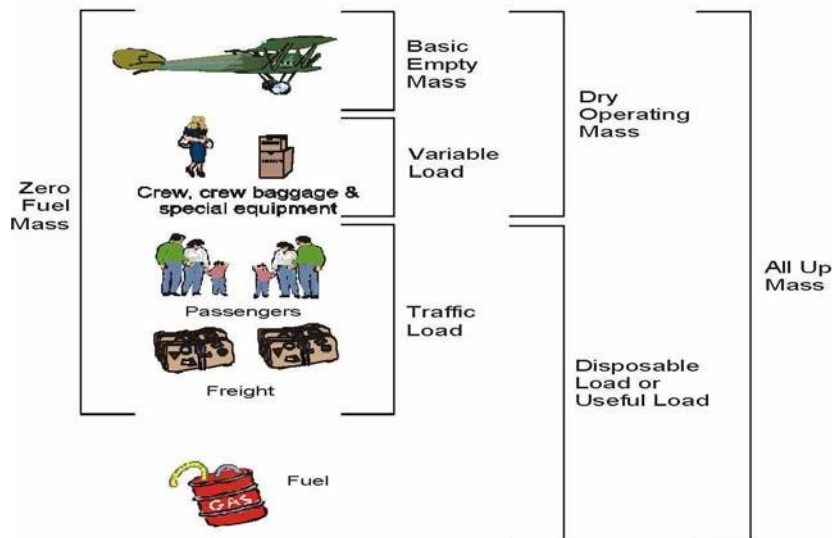 Basic
Empty
Mass
Dry
Operating
Mass
Variable
Load
Crew, crew baggage &
special equipment
Zero
Fuel
Mass
All Up
Mass
Passengers
Traffic
Load
Freight
Disposable
Load or
Useful Load
Fuel
GAS